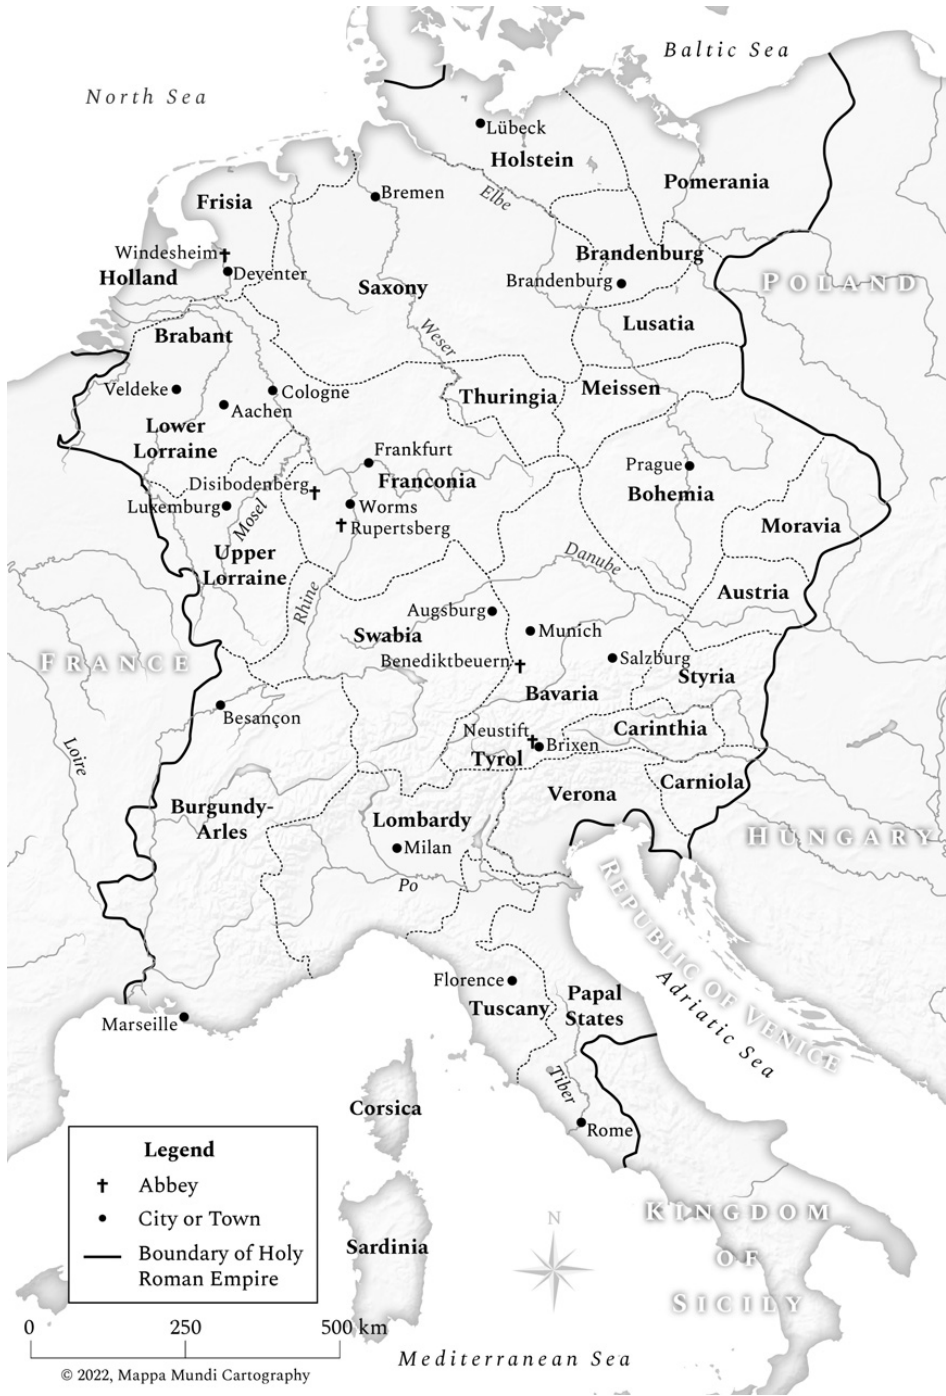 Baltic Sea
North Sea
Lübeck
Holstein
Pomerania
Bremen
Elbe
Frisia
Windesheim
Holland
Deventer
Saxony
Brandenburg
Brandenburg
POLAND
Lusatia
Brabant
Weser
Veldeke
Cologne
Aachen
Thuringia
Meissen
Lower
Lorraine
Frankfurt
Franconia
Disibodenberg
Prague
Bohemia
Luxemburg
Mosel
Worms
Rupertsberg
Moravia
Upper
Lorraine
Danube
Austria
Rhine
Augsburg
Swabia
Munich
FRANCE
Benediktbeuern
Salzburg
Styria
Bavaria
Besançon
Neustift
Brixen
Carinthia
Tyrol
Loire
Verona
Carniola
Burgundy-
Arles
Lombardy
Milan
HUNGARY
Po
REPUBLIC OF VENICE
Adriatic Sea
Florence
Tuscany
Papal
States
Marseille
Tiber
Corsica
Rome
Legend
Abbey
City or Town
Boundary of Holy
Roman Empire
KINGDOM
OF
SICILY
Sardinia
N
0 250 500 km
Mediterranean Sea
© 2022, Mappa Mundi Cartography